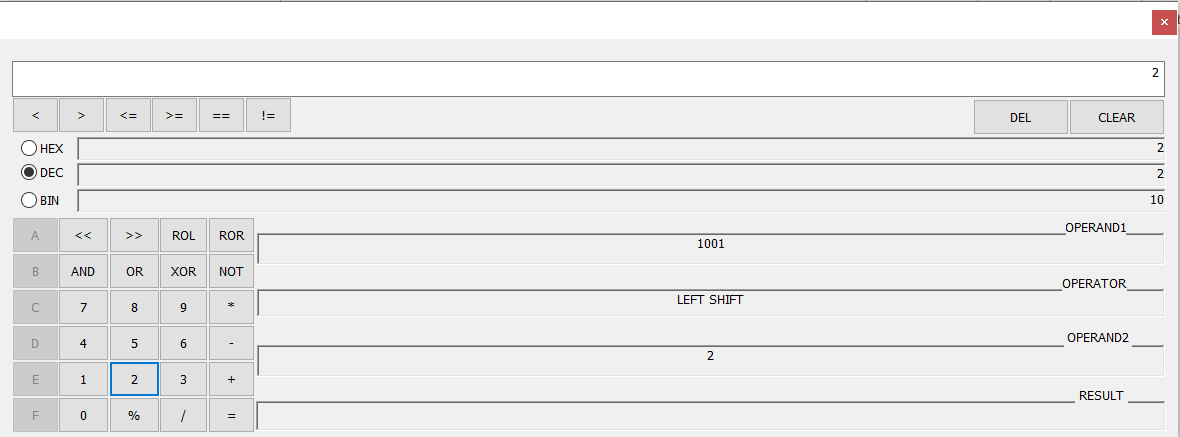 ×
2
< > <= >= == != DEL CLEAR
HEX 2
DEC 2
BIN 10
A << >> ROL ROR
OPERAND1
1001
B AND OR XOR NOT
OPERATOR
LEFT SHIFT
C 7 8 9 *
OPERAND2
D 4 5 6 -
2
E 1 2 3 +
RESULT
F 0 % / =